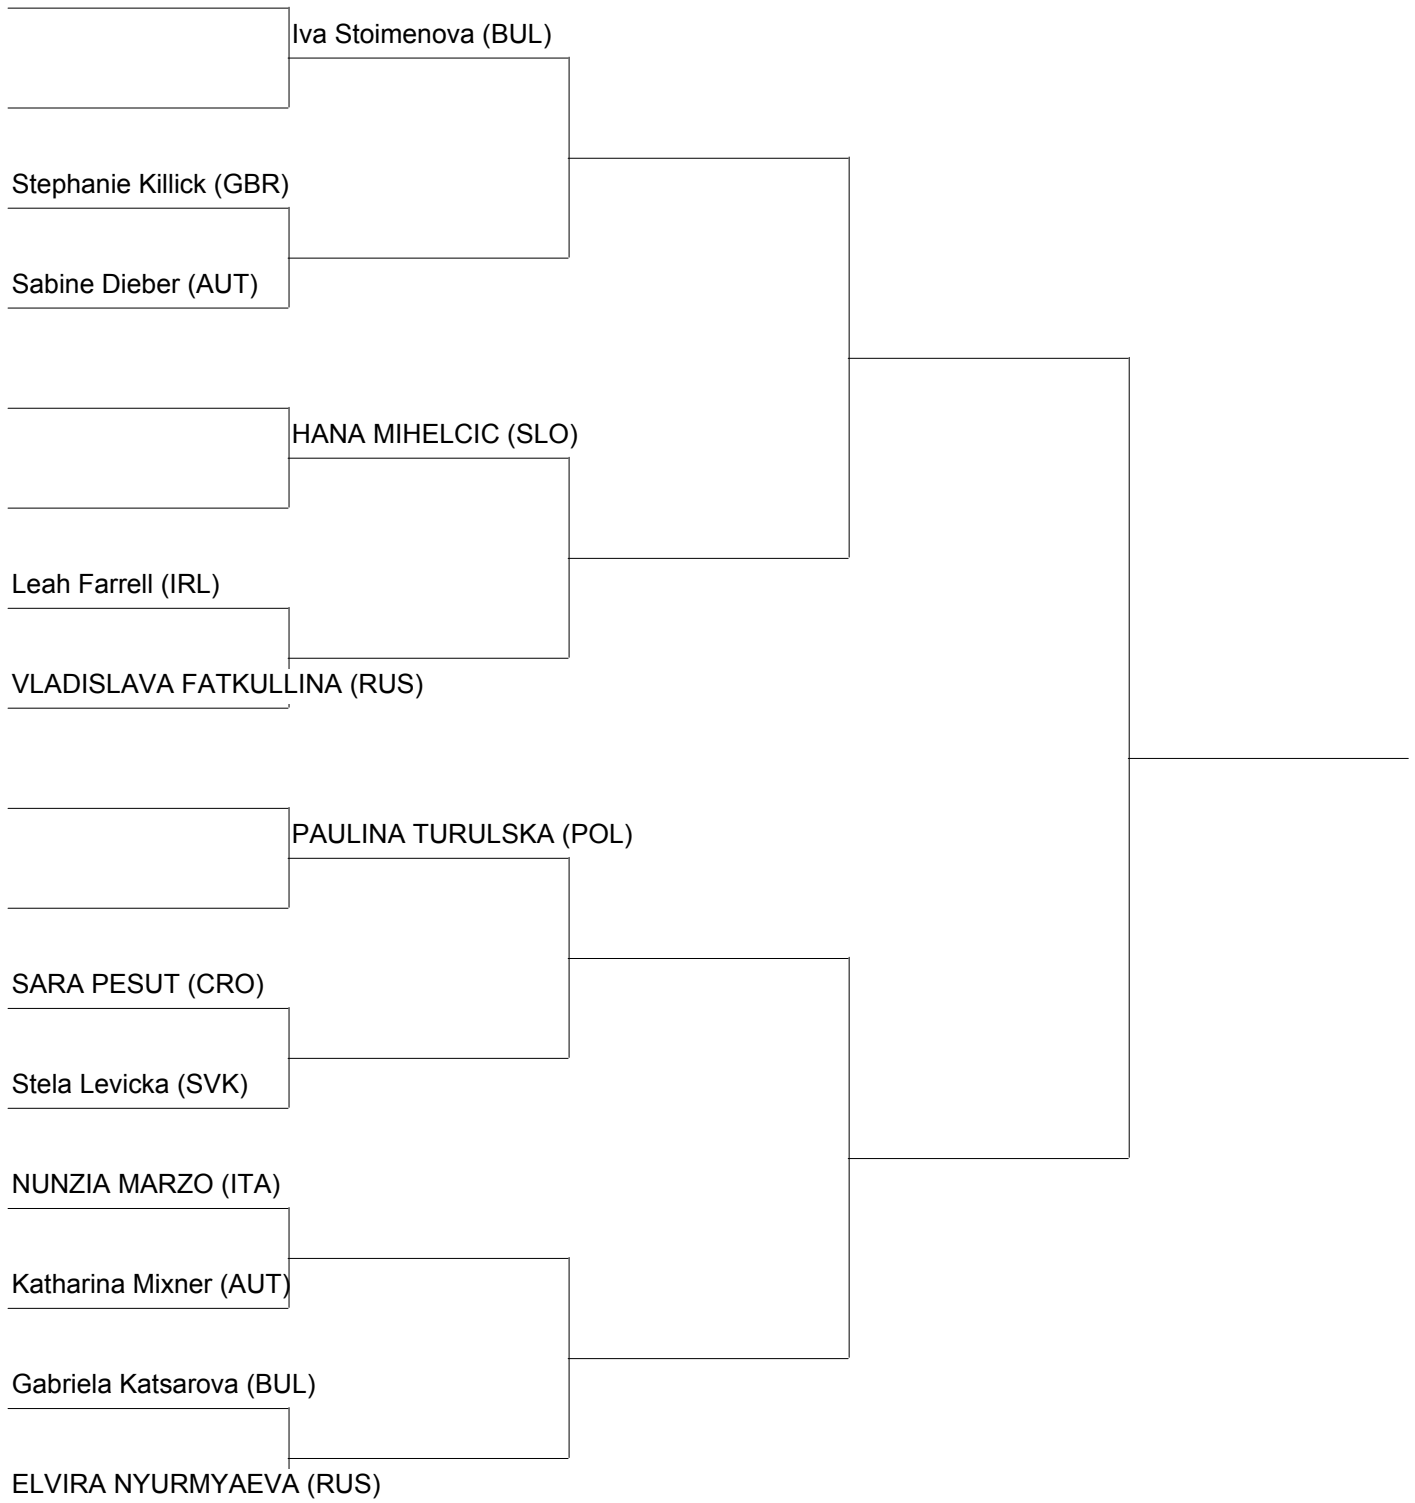 Iva Stoimenova (BUL)
Stephanie Killick (GBR)
Sabine Dieber (AUT)
HANA MIHELCIC (SLO)
Leah Farrell (IRL)
VLADISLAVA FATKULLINA (RUS)
PAULINA TURULSKA (POL)
SARA PESUT (CRO)
Stela Levicka (SVK)
NUNZIA MARZO (ITA)
Katharina Mixner (AUT)
Gabriela Katsarova (BUL)
ELVIRA NYURMYAEVA (RUS)